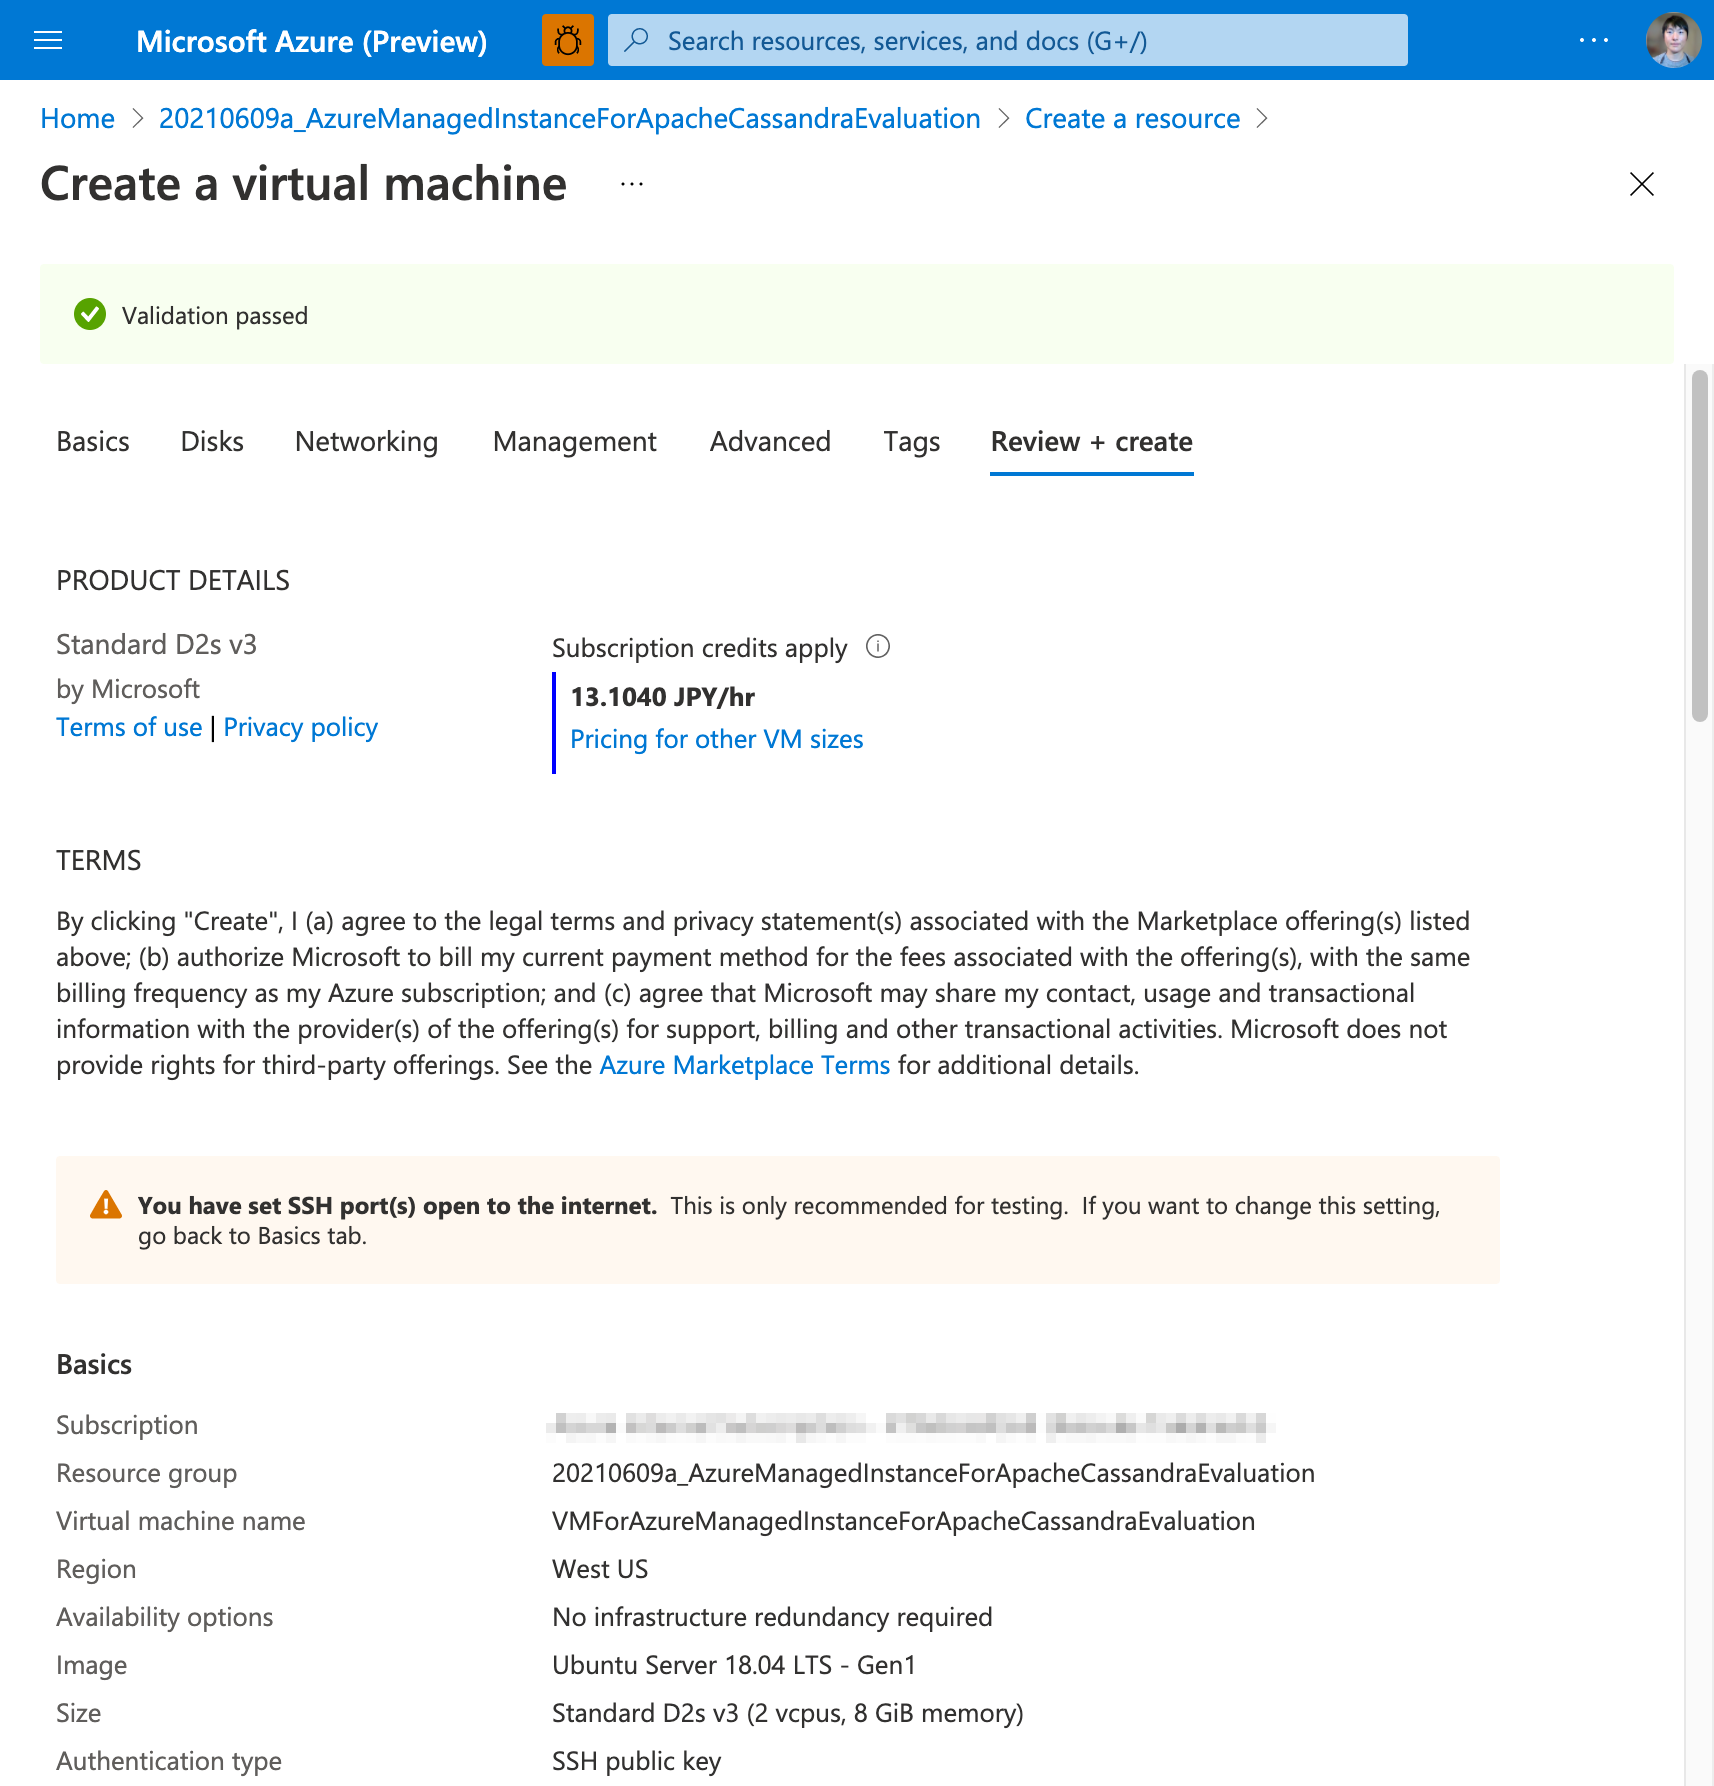 Microsoft Azure (Preview)
Search resources, services, and docs (G+/)
Home > 20210609a_AzureManagedInstanceForApacheCassandraEvaluation > Create a resource >
Create a virtual machine ...
Validation passed
Basics Disks Networking Management Advanced Tags Review + create
PRODUCT DETAILS
Standard D2s v3
by Microsoft
Terms of use | Privacy policy
Subscription credits apply
13.1040 JPY/hr
Pricing for other VM sizes
TERMS
By clicking "Create", I (a) agree to the legal terms and privacy statement(s) associated with the Marketplace offering(s) listed
above; (b) authorize Microsoft to bill my current payment method for the fees associated with the offering(s), with the same
billing frequency as my Azure subscription; and (c) agree that Microsoft may share my contact, usage and transactional
information with the provider(s) of the offering(s) for support, billing and other transactional activities. Microsoft does not
provide rights for third-party offerings. See the Azure Marketplace Terms for additional details.
You have set SSH port(s) open to the internet. This is only recommended for testing. If you want to change this setting,
go back to Basics tab.
Basics
Subscription
Resource group 20210609a_AzureManagedInstanceForApacheCassandraEvaluation
Virtual machine name VMForAzureManagedInstanceForApacheCassandraEvaluation
Region West US
Availability options No infrastructure redundancy required
Image Ubuntu Server 18.04 LTS - Gen1
Size Standard D2s v3 (2 vcpus, 8 GiB memory)
Authentication type SSH public key